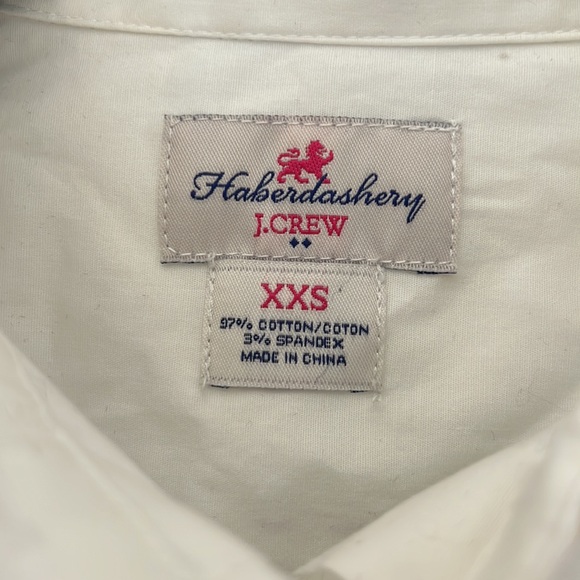 Haberdashery
J.CREW
XXS
97% COTTON/COTON
3% SPANDEX
MADE IN CHINA